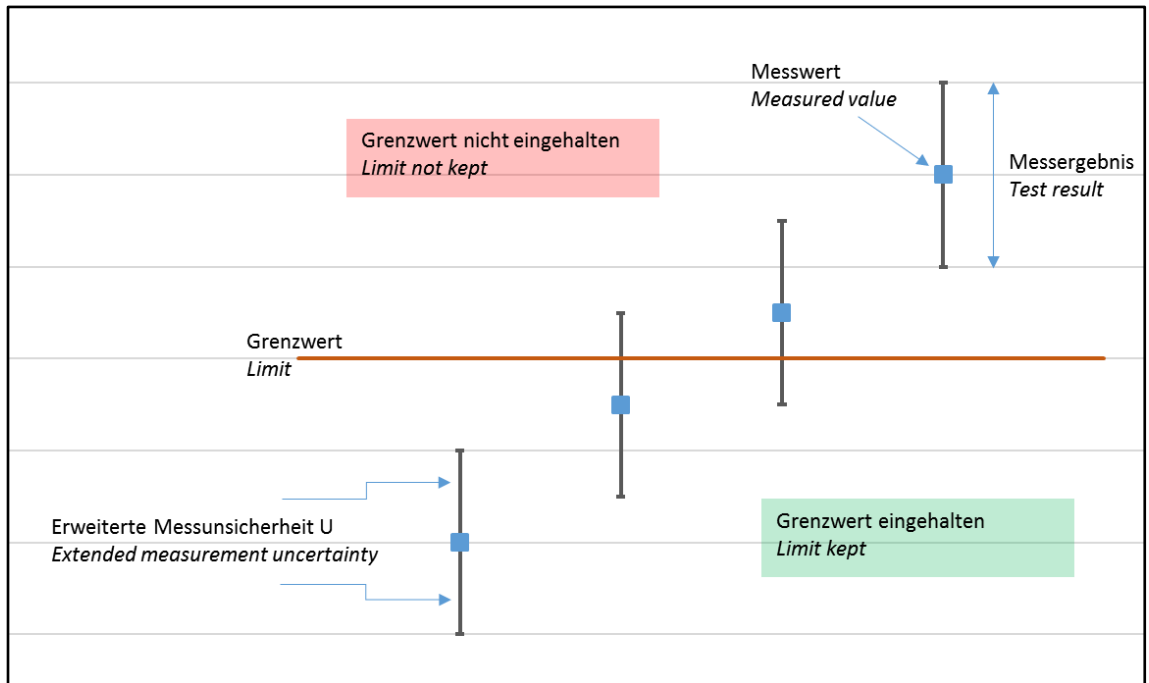 Messwert
Measured value
Grenzwert nicht eingehalten
Limit not kept
Messergebnis
Test result
Grenzwert
Limit
Erweiterte Messunsicherheit U
Extended measurement uncertainty
Grenzwert eingehalten
Limit kept